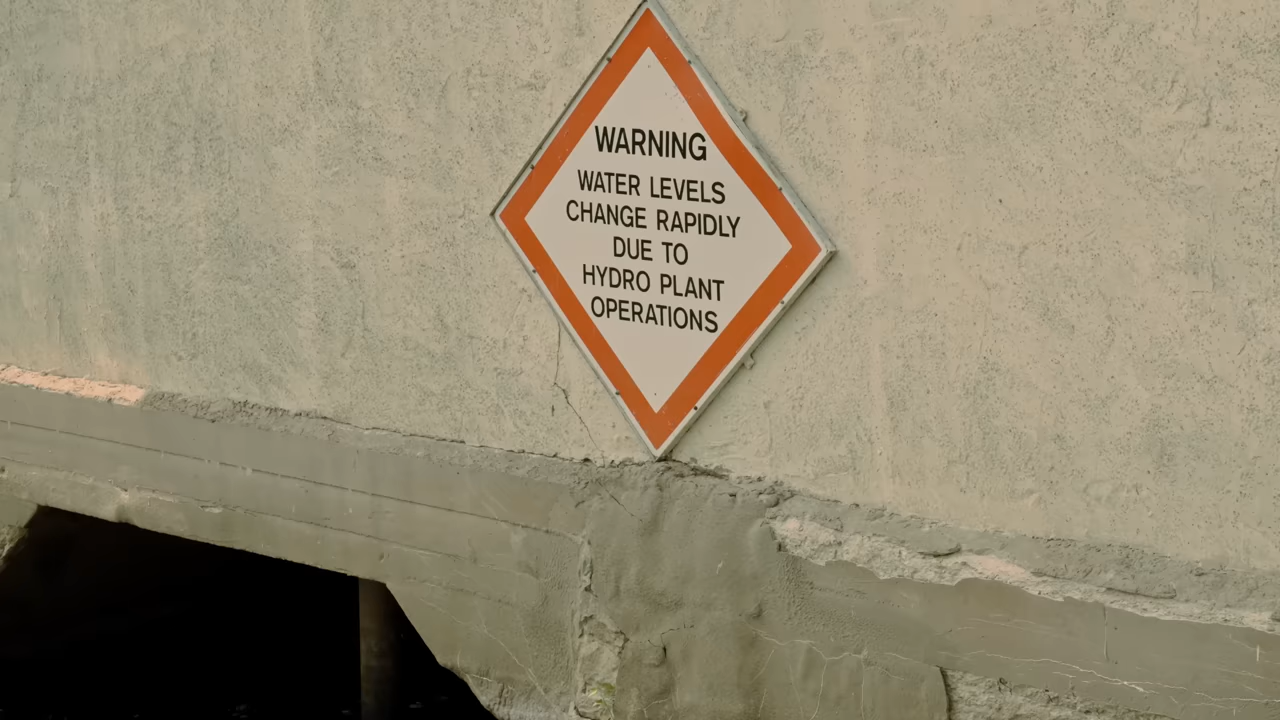 WARNING
WATER LEVELS
CHANGE RAPIDLY
DUE TO
HYDRO PLANT
OPERATIONS